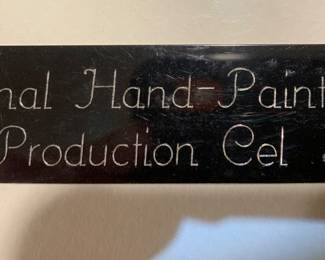 nal Hand-Paint
Production Cel